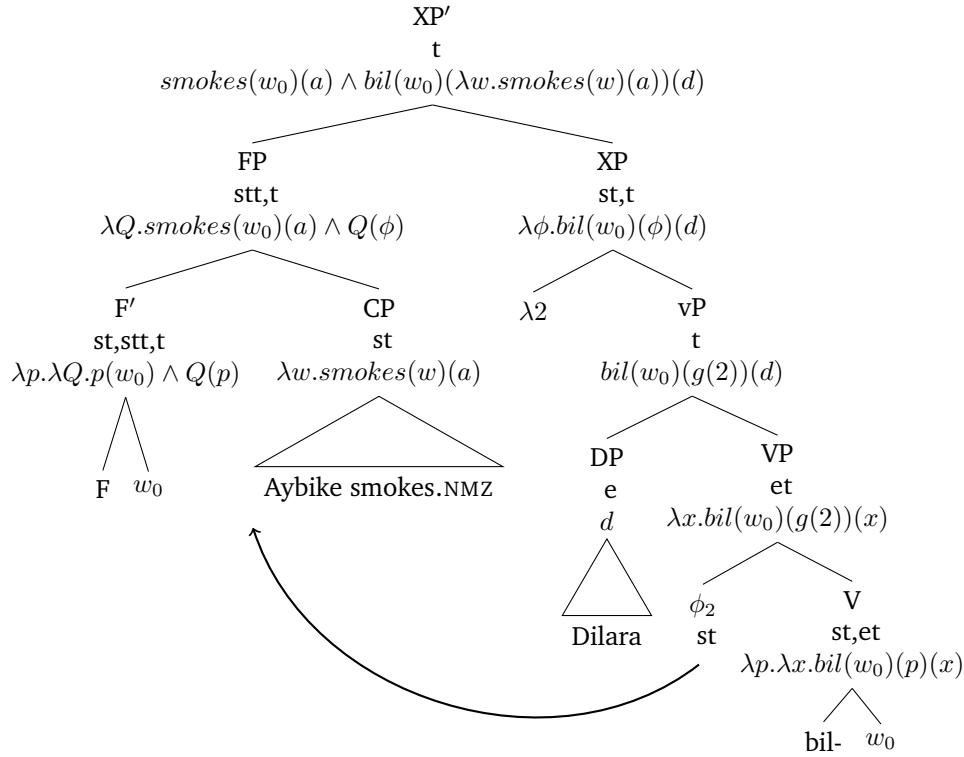 XP′
t
smokes(w₀)(a) ∧ bil(w₀)(λw.smokes(w)(a))(d)
FP XP
stt,t st,t
λQ.smokes(w₀)(a) ∧ Q(ϕ) λϕ.bil(w₀)(ϕ)(d)
F′ CP λ2 vP
st,stt,t st t
λp.λQ.p(w₀) ∧ Q(p) λw.smokes(w)(a) bil(w₀)(g(2))(d)
F w₀ Aybike smokes.NMZ DP VP
e et
d λx.bil(w₀)(g(2))(x)
Dilara ϕ₂ V
st st,et
λp.λx.bil(w₀)(p)(x)
bil- w₀